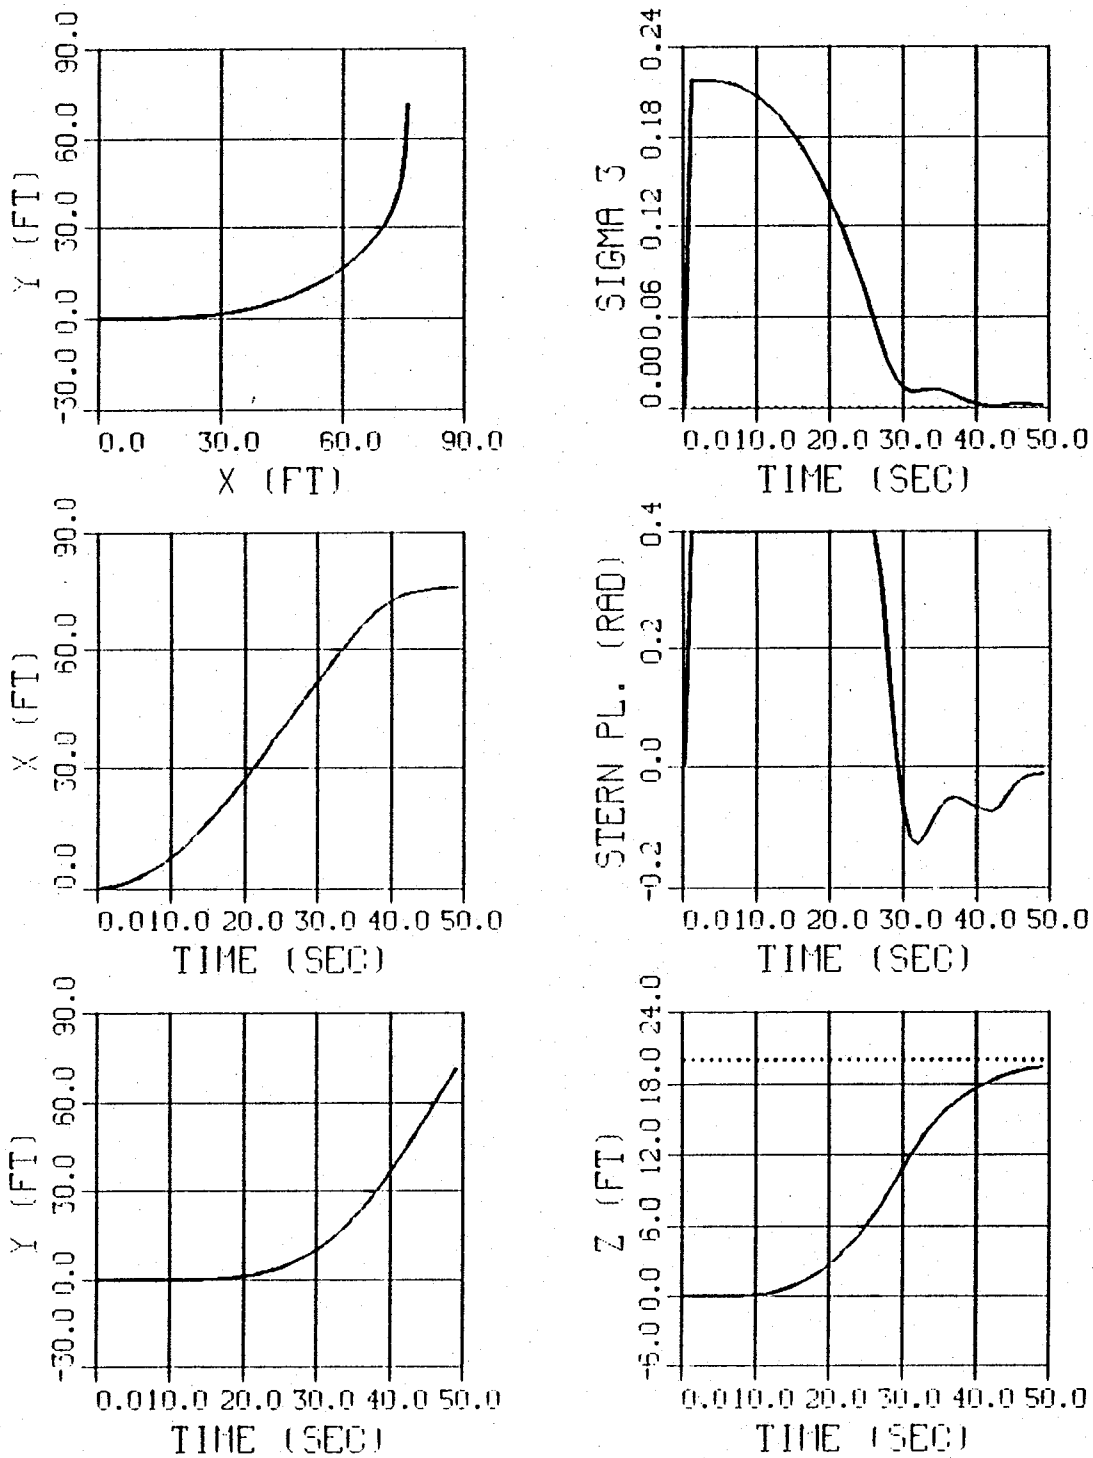 90.0
60.0
30.0
0.0
-30.0
Y (FT)
0.0 30.0 60.0 90.0
X (FT)
0.24
0.18
0.12
0.06
0.00
SIGMA 3
0.0 10.0 20.0 30.0 40.0 50.0
TIME (SEC)
90.0
60.0
30.0
0.0
X (FT)
0.0 10.0 20.0 30.0 40.0 50.0
TIME (SEC)
0.4
0.2
0.0
-0.2
STERN PL. (RAD)
0.0 10.0 20.0 30.0 40.0 50.0
TIME (SEC)
90.0
60.0
30.0
0.0
-30.0
Y (FT)
0.0 10.0 20.0 30.0 40.0 50.0
TIME (SEC)
24.0
18.0
12.0
6.0
0.0
-6.0
Z (FT)
0.0 10.0 20.0 30.0 40.0 50.0
TIME (SEC)